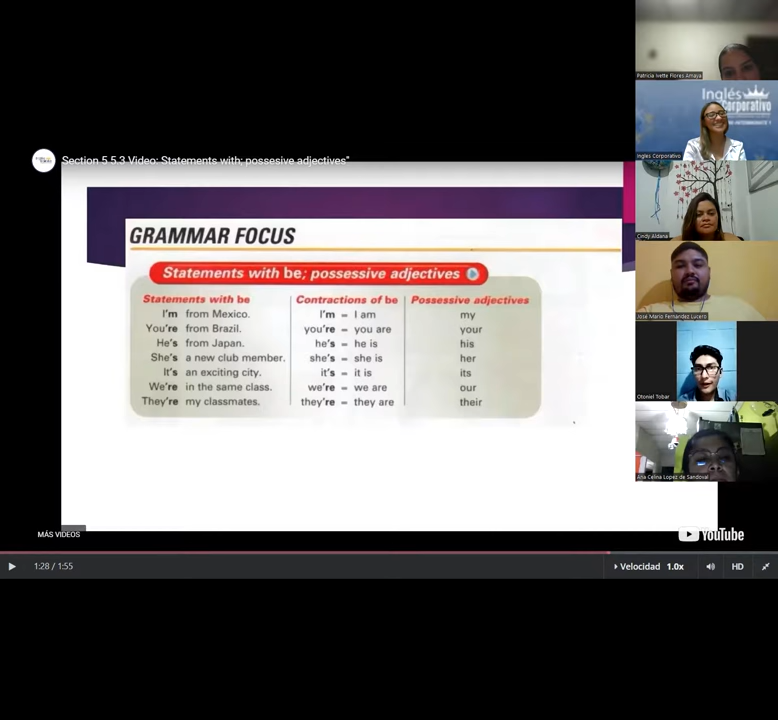 Section 5 5.3 Video: Statements with; possesive adjectives"
GRAMMAR FOCUS
Statements with be; possessive adjectives
Statements with be Contractions of be Possessive adjectives
I'm from Mexico. I'm = I am my
You're from Brazil. you're = you are your
He's from Japan. he's = he is his
She's a new club member. she's = she is her
It's an exciting city. it's = it is its
We're in the same class. we're = we are our
They're my classmates. they're = they are their
MÁS VIDEOS
YouTube
1:28 / 1:55
Velocidad 1.0x
HD
Patricia Ivette Flores Amaya
Inglés
Corporativo
Ingles Corporativo
Cindy Aldana
José Mario Fernández Lucero
Otoniel Tobar
Ana Celina Lopez de Sandoval